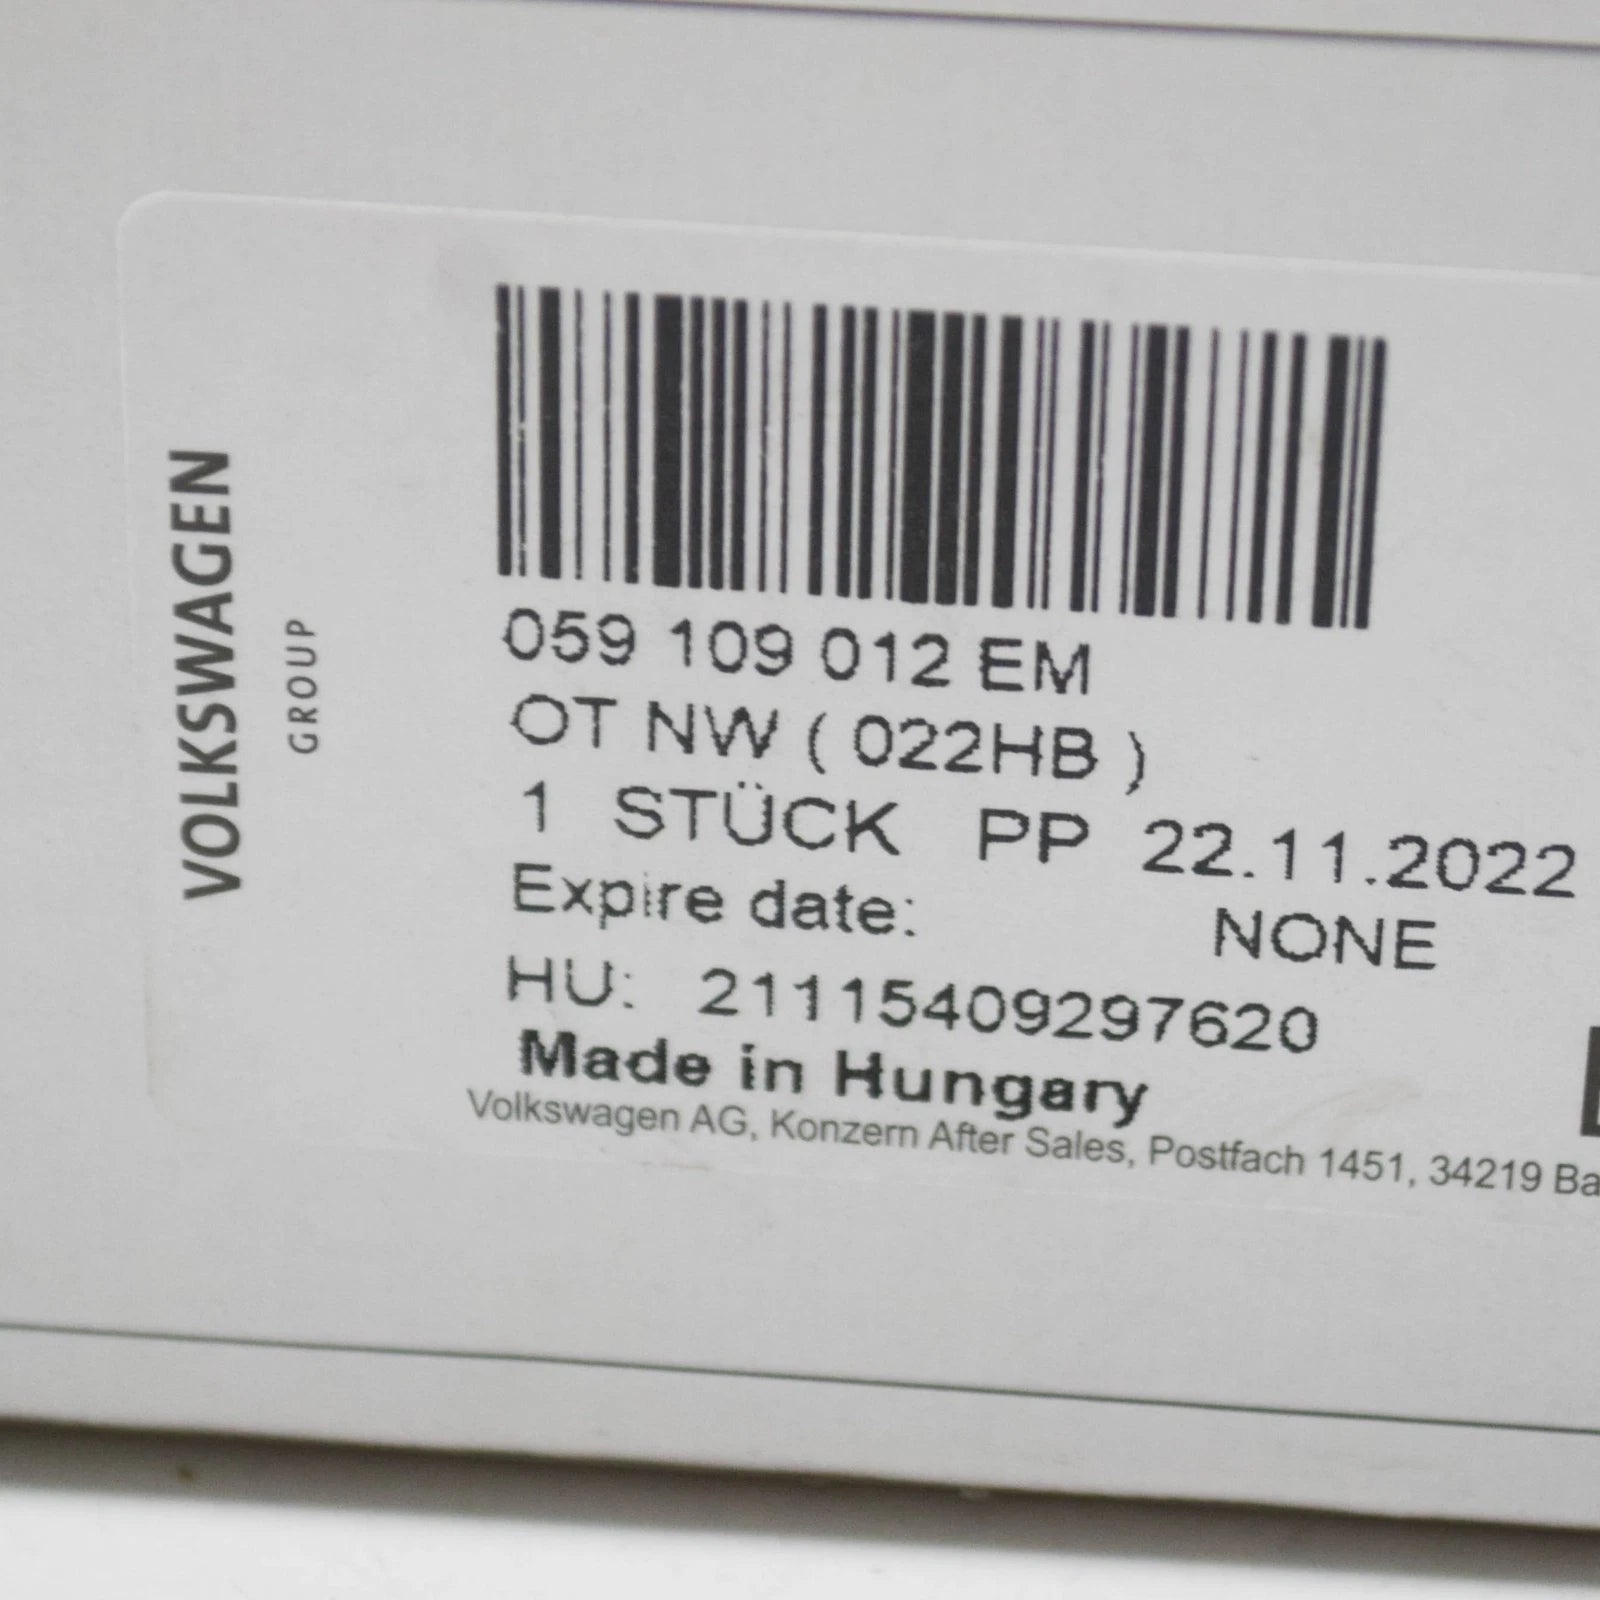 VOLKSWAGEN
GROUP
059 109 012 EM
OT NW ( 022HB )
1 STÜCK PP 22.11.2022
Expire date: NONE
HU: 21115409297620
Made in Hungary
Volkswagen AG, Konzern After Sales, Postfach 1451, 34219 Ba